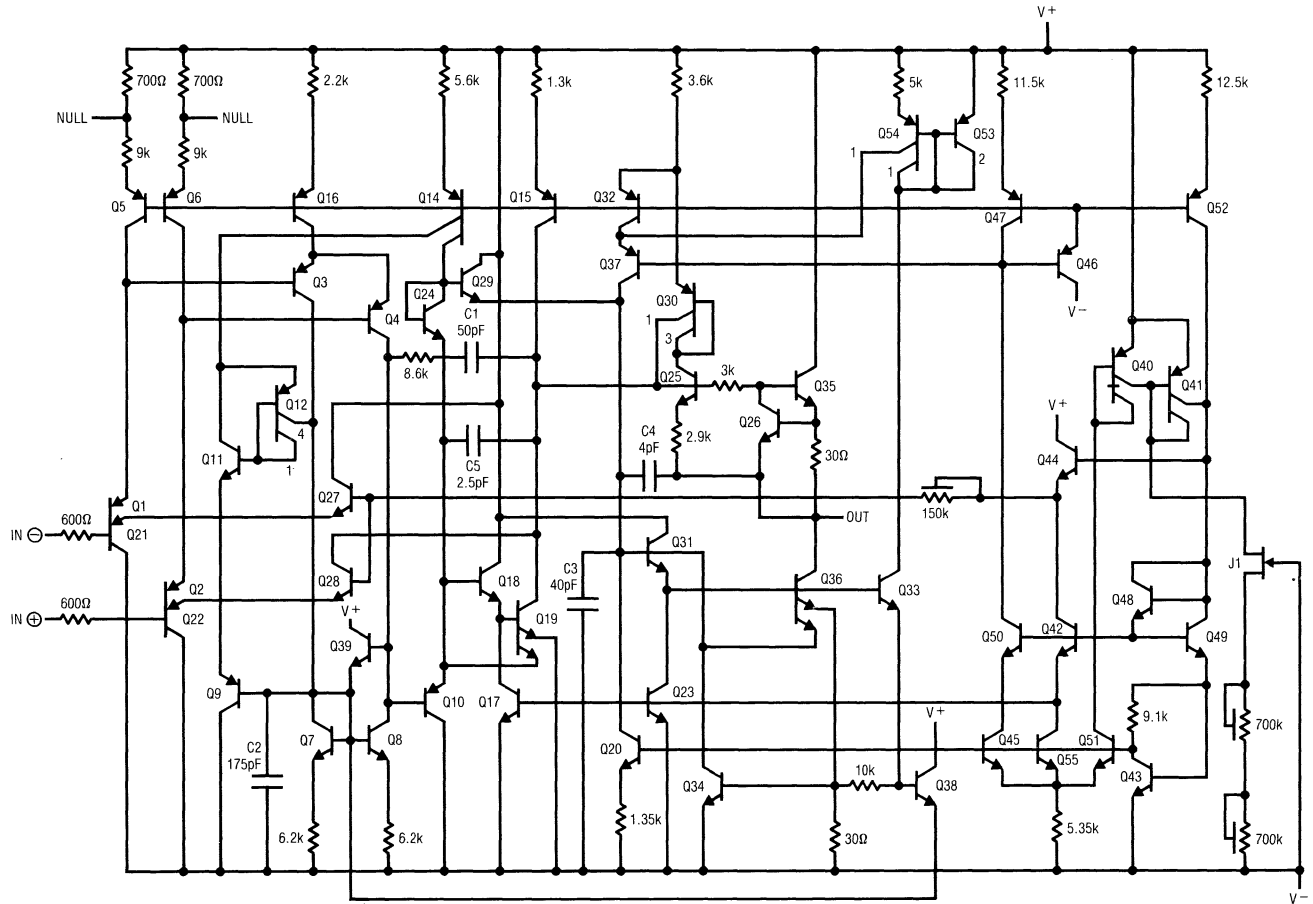 V+
700Ω 700Ω 2.2k 5.6k 1.3k 3.6k 5k 11.5k 12.5k
NULL NULL
Q54 Q53
9k 9k 1 2
1
Q5 Q6 Q16 Q14 Q15 Q32 Q47 Q52
Q3 Q29 Q37 Q46
Q24 Q30
C1
50pF
V−
Q4 1
3
Q40 Q41
8.6k Q25 3k Q35
Q12
4
Q26 V+
C4
4pF
2.9k
Q11 1 C5
2.5pF
30Ω Q44
Q27
150k
Q1 OUT
IN ⊖ 600Ω Q21
Q31 J1
Q2 Q28 Q18 C3
40pF
Q36 Q33 Q48
IN ⊕ 600Ω Q22 V+ Q19
Q39 Q50 Q42 Q49
Q9 Q10 Q17 Q23 V+ 9.1k
C2
175pF
Q7 Q8 Q20 Q45 Q55 Q51 Q43 700k
Q34 10k Q38
6.2k 6.2k 1.35k 30Ω 5.35k 700k
V−